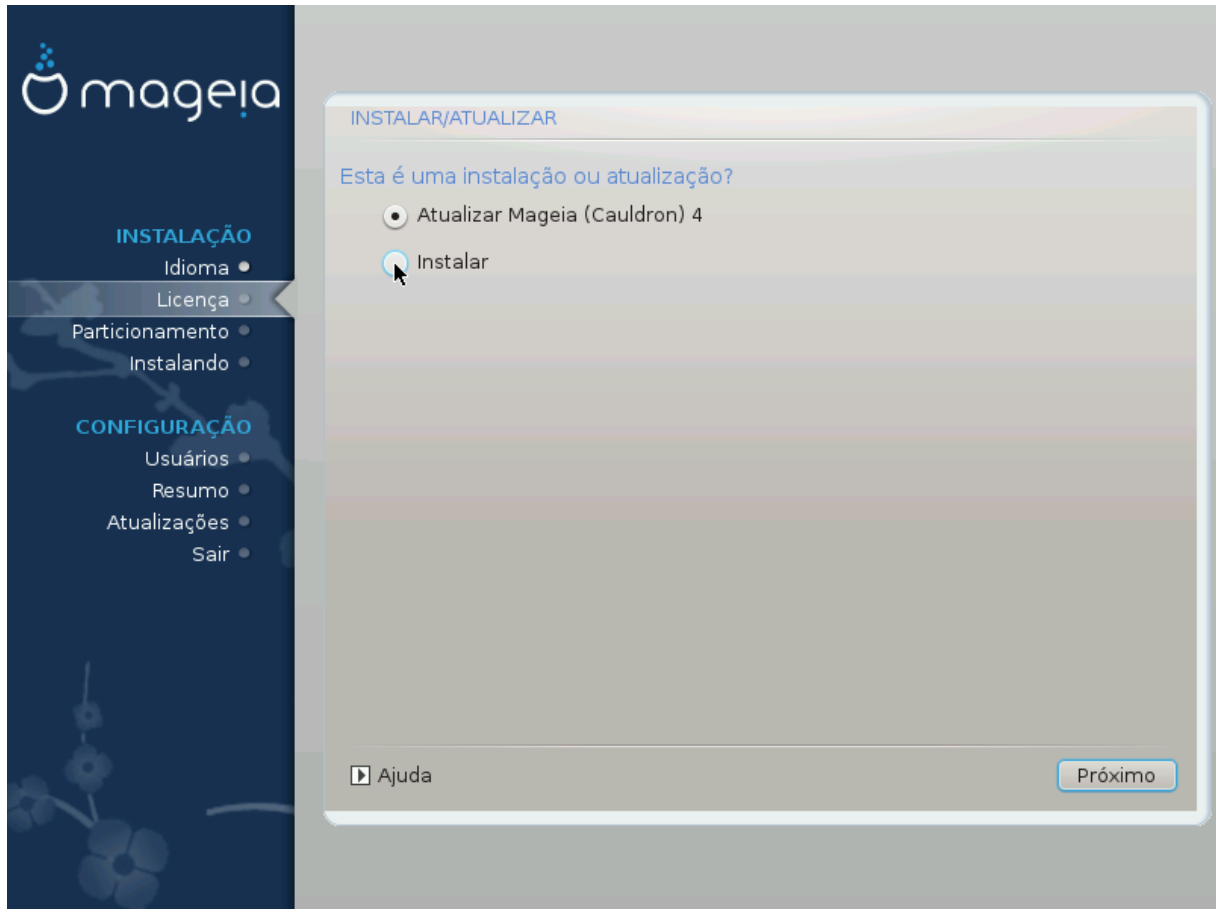 mageia
INSTALAÇÃO
Idioma
Licença
Particionamento
Instalando
CONFIGURAÇÃO
Usuários
Resumo
Atualizações
Sair
INSTALAR/ATUALIZAR
Esta é uma instalação ou atualização?
Atualizar Mageia (Cauldron) 4
Instalar
Ajuda
Próximo